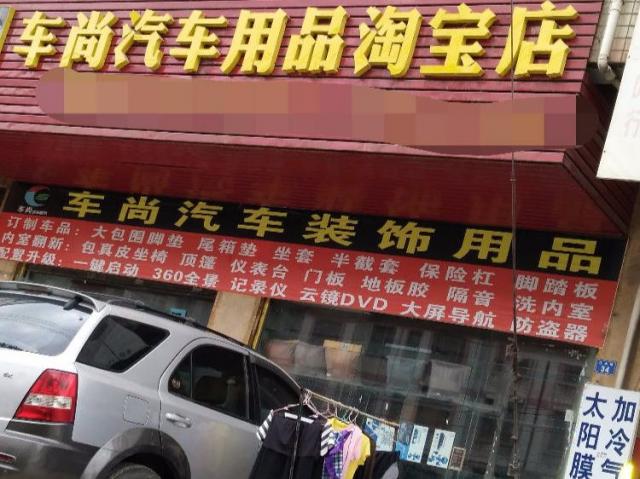 车尚汽车用品淘宝店
车尚
车尚汽车装饰用品
订制车品：大包围脚垫 尾箱垫 坐套 半截套 保险杠 脚踏板
内室翻新：包真皮坐椅 顶篷 仪表台 门板 地板胶 隔音 洗内室
配置升级：一键启动 360全景 记录仪 云镜DVD 大屏导航 防盗器
加冷气
太阳膜